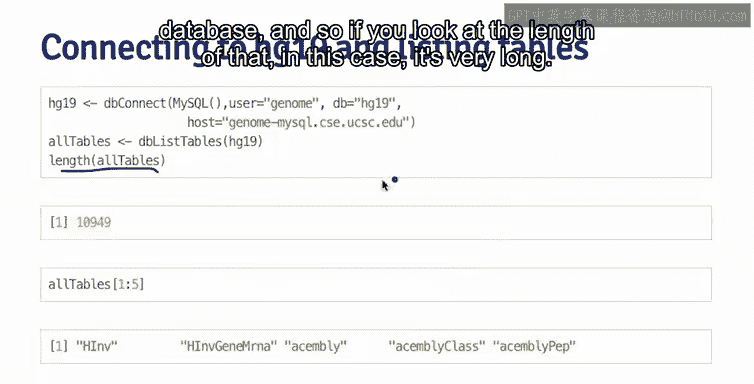 database, and so if you look at the length
of that, in this case, it's very long.
Connecting to hg19 and listing tables
hg19 <- dbConnect(MySQL(),user="genome", db="hg19",
host="genome-mysql.cse.ucsc.edu")
allTables <- dbListTables(hg19)
length(allTables)
[1] 10949
allTables[1:5]
[1] "HInv" "HInvGeneMrna" "acembly" "acemblyClass" "acemblyPep"